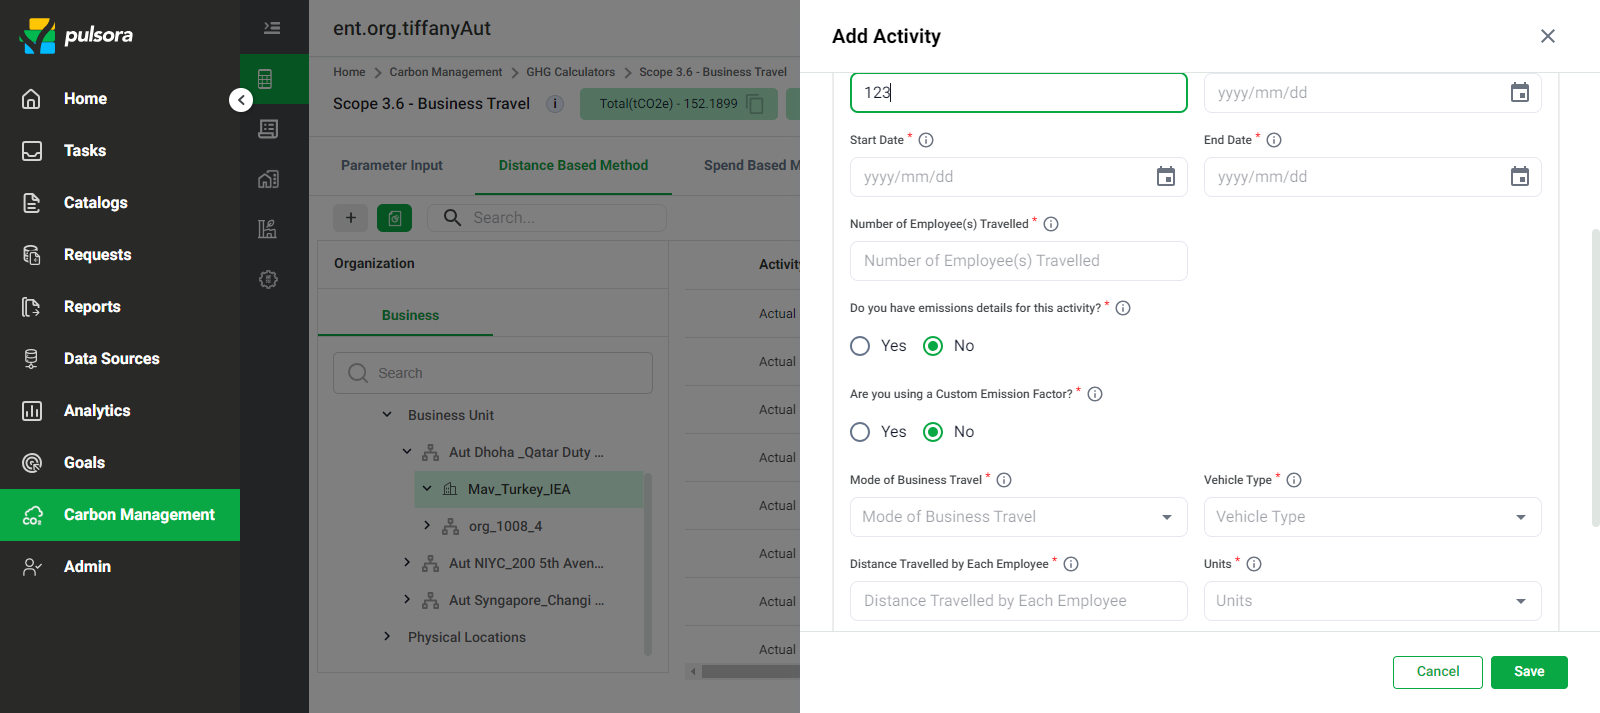 pulsora
Home
Tasks
Catalogs
Requests
Reports
Data Sources
Analytics
Goals
CO₂
Carbon Management
Admin
ent.org.tiffanyAut
Home > Carbon Management > GHG Calculators > Scope 3.6 - Business Travel
Scope 3.6 - Business Travel
Total(tCO2e) - 152.1899
Parameter Input
Distance Based Method
Spend Based M
+
Search...
Organization
Business
Search
Business Unit
Aut Dhoha _Qatar Duty ...
Mav_Turkey_IEA
org_1008_4
Aut NIYC_200 5th Aven...
Aut Syngapore_Changi ...
Physical Locations
Activity
Actual
Actual
Actual
Actual
Actual
Actual
Actual
Actual
Add Activity
123
yyyy/mm/dd
Start Date *
End Date *
yyyy/mm/dd
yyyy/mm/dd
Number of Employee(s) Travelled *
Number of Employee(s) Travelled
Do you have emissions details for this activity? *
Yes No
Are you using a Custom Emission Factor? *
Yes No
Mode of Business Travel *
Vehicle Type *
Mode of Business Travel
Vehicle Type
Distance Travelled by Each Employee *
Units *
Distance Travelled by Each Employee
Units
Cancel
Save